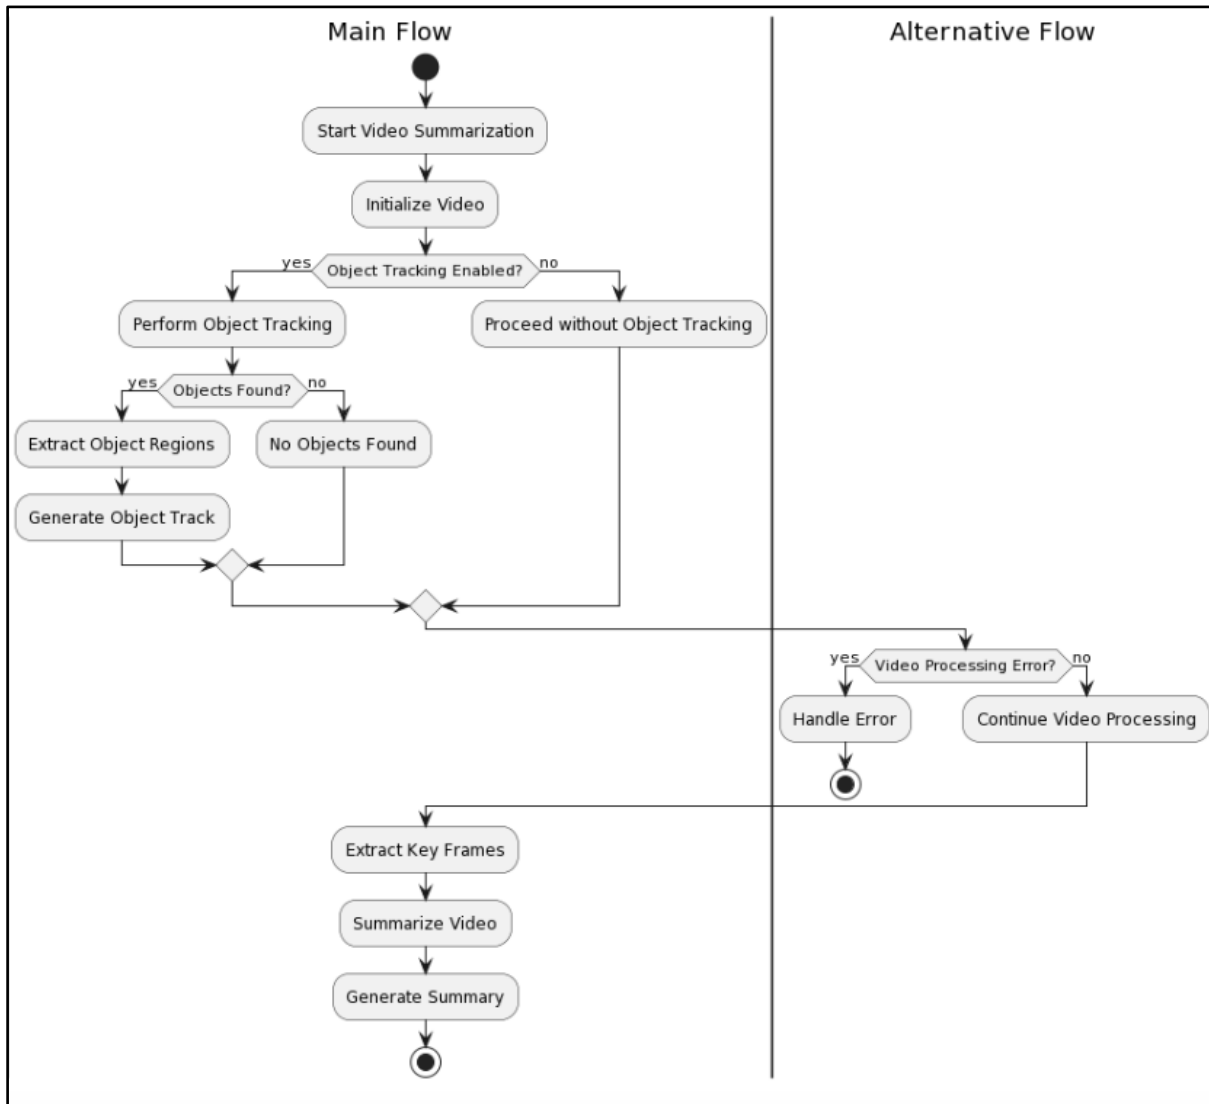 Main Flow
Alternative Flow
Start Video Summarization
Initialize Video
yes
Object Tracking Enabled?
no
Perform Object Tracking
Proceed without Object Tracking
yes
Objects Found?
no
Extract Object Regions
No Objects Found
Generate Object Track
yes
Video Processing Error?
no
Handle Error
Continue Video Processing
Extract Key Frames
Summarize Video
Generate Summary